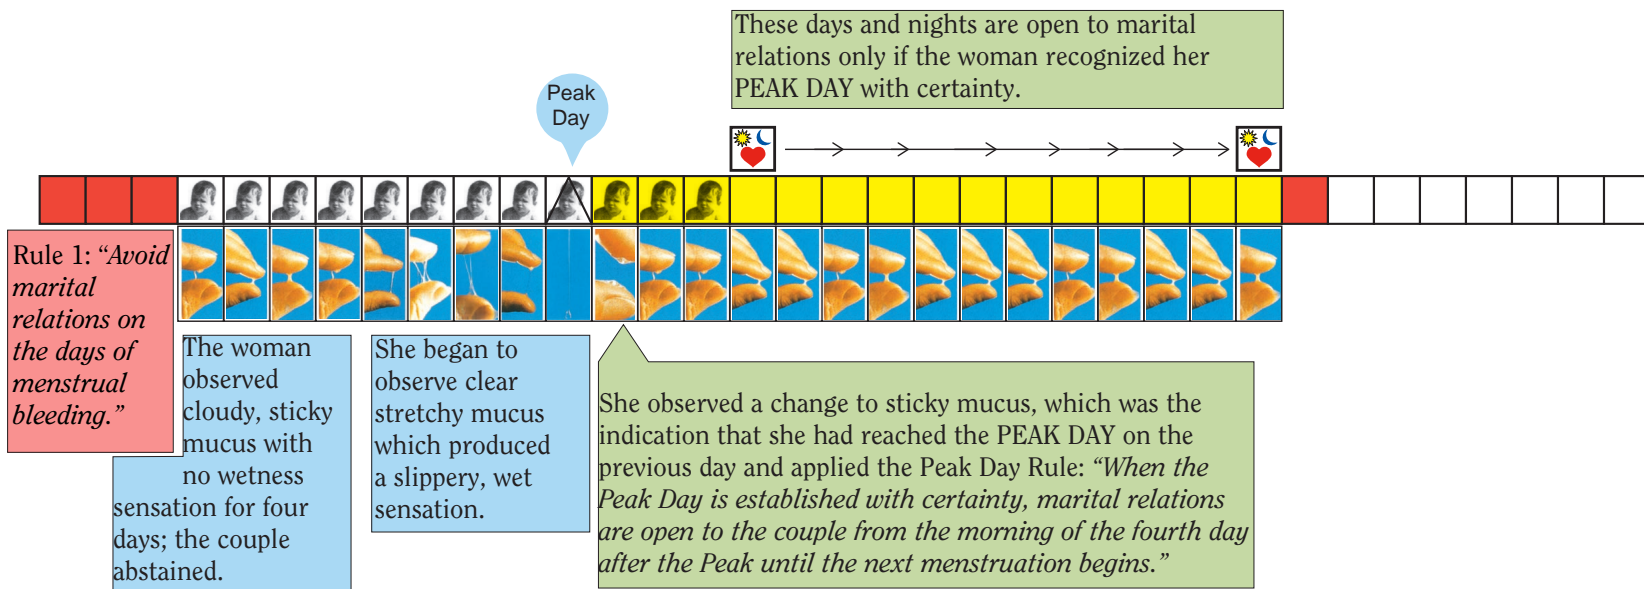 These days and nights are open to marital
relations only if the woman recognized her
PEAK DAY with certainty.
Peak
Day
Rule 1: “Avoid
marital
relations on
the days of
menstrual
bleeding.”
The woman
observed
cloudy, sticky
mucus with
no wetness
sensation for four
days; the couple
abstained.
She began to
observe clear
stretchy mucus
which produced
a slippery, wet
sensation.
She observed a change to sticky mucus, which was the
indication that she had reached the PEAK DAY on the
previous day and applied the Peak Day Rule: “When the
Peak Day is established with certainty, marital relations
are open to the couple from the morning of the fourth day
after the Peak until the next menstruation begins.”